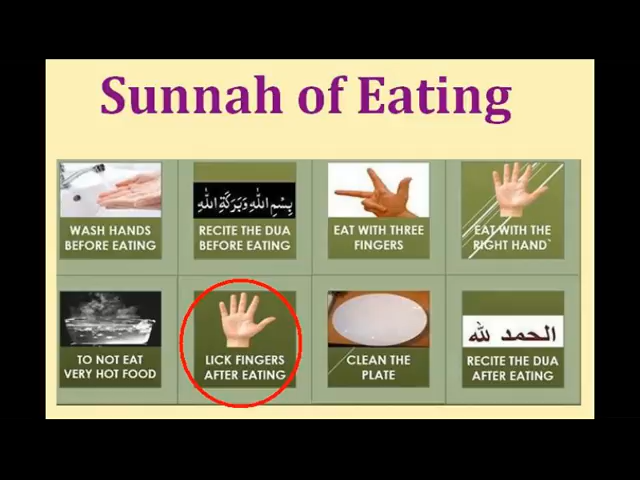 Sunnah of Eating
WASH HANDS
BEFORE EATING
بِسْمِ اللهِ وَبَرَكَةِ اللهِ
RECITE THE DUA
BEFORE EATING
EAT WITH THREE
FINGERS
EAT WITH THE
RIGHT HAND`
TO NOT EAT
VERY HOT FOOD
LICK FINGERS
AFTER EATING
CLEAN THE
PLATE
الحمد لله
RECITE THE DUA
AFTER EATING